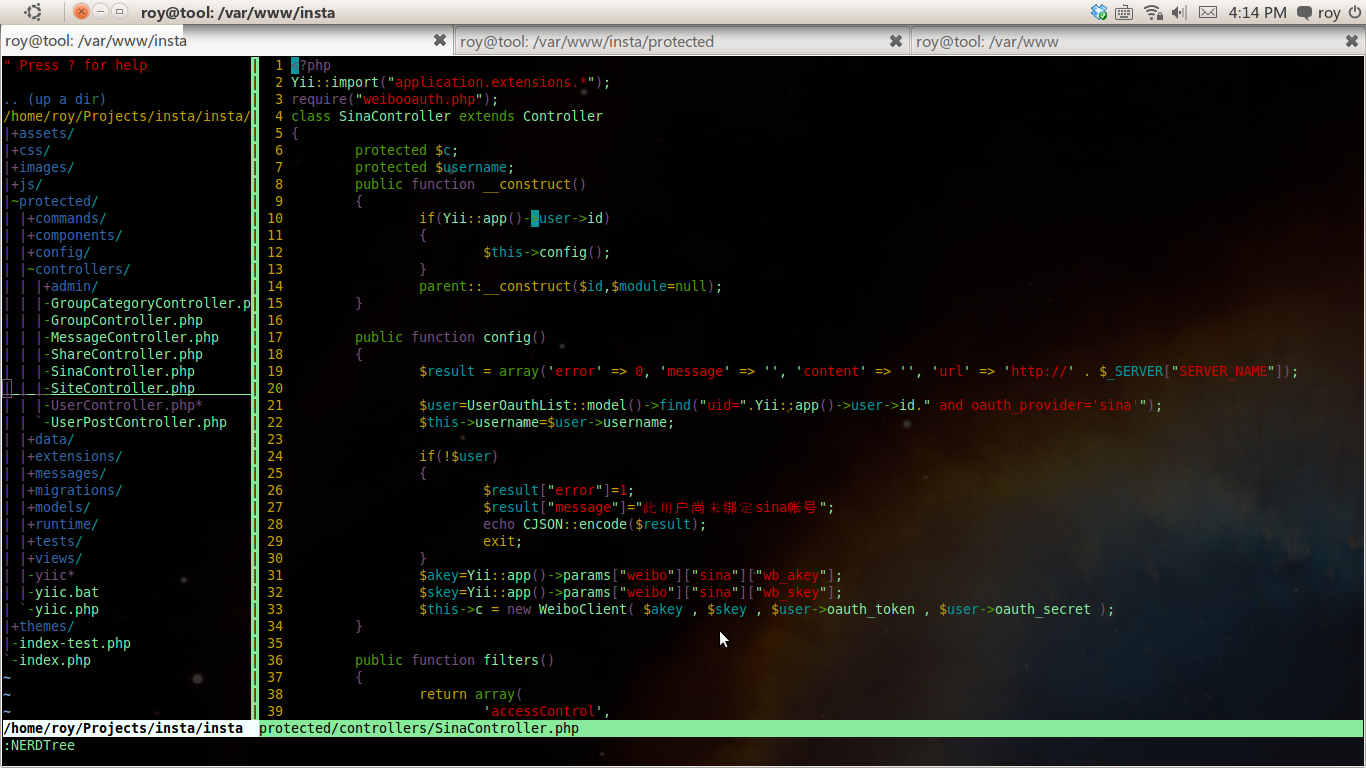 roy@tool: /var/www/insta
4:14 PM
roy
roy@tool: /var/www/insta
roy@tool: /var/www/insta/protected
roy@tool: /var/www
" Press ? for help
.. (up a dir)
/home/roy/Projects/insta/insta/
|+assets/
|+css/
|+images/
|+js/
|~protected/
| |+commands/
| |+components/
| |+config/
| |~controllers/
| | |+admin/
| | |-GroupCategoryController.p
| | |-GroupController.php
| | |-MessageController.php
| | |-ShareController.php
| | |-SinaController.php
| | |-SiteController.php
| | |-UserController.php*
| | `-UserPostController.php
| |+data/
| |+extensions/
| |+messages/
| |+migrations/
| |+models/
| |+runtime/
| |+tests/
| |+views/
| |-yiic*
| |-yiic.bat
| `-yiic.php
|+themes/
|-index-test.php
`-index.php
~
~
~
1 <?php
2 Yii::import("application.extensions.*");
3 require("weibooauth.php");
4 class SinaController extends Controller
5 {
6 protected $c;
7 protected $username;
8 public function __construct()
9 {
10 if(Yii::app()->user->id)
11 {
12 $this->config();
13 }
14 parent::__construct($id,$module=null);
15 }
16
17 public function config()
18 {
19 $result = array('error' => 0, 'message' => '', 'content' => '', 'url' => 'http://' . $_SERVER["SERVER_NAME"]);
20
21 $user=UserOauthList::model()->find("uid=".Yii::app()->user->id." and oauth_provider='sina'");
22 $this->username=$user->username;
23
24 if(!$user)
25 {
26 $result["error"]=1;
27 $result["message"]="此用户尚未绑定sina帐号";
28 echo CJSON::encode($result);
29 exit;
30 }
31 $akey=Yii::app()->params["weibo"]["sina"]["wb_akey"];
32 $skey=Yii::app()->params["weibo"]["sina"]["wb_skey"];
33 $this->c = new WeiboClient( $akey , $skey , $user->oauth_token , $user->oauth_secret );
34 }
35
36 public function filters()
37 {
38 return array(
39 'accessControl',
/home/roy/Projects/insta/insta
protected/controllers/SinaController.php
:NERDTree